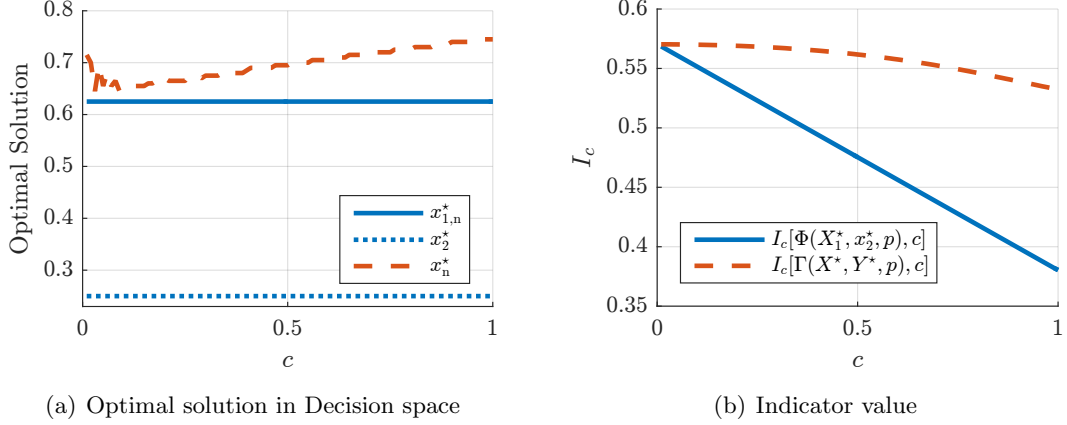 0.8
0.7
0.6
0.5
0.4
0.3
Optimal Solution
0
0.5
1
c
x⋆1,n
x⋆2
x⋆n
(a) Optimal solution in Decision space
0.6
0.55
0.5
0.45
0.4
0.35
Ic
0
0.5
1
c
Ic[Φ(X⋆1, x⋆2, p), c]
Ic[Γ(X⋆, Y⋆, p), c]
(b) Indicator value